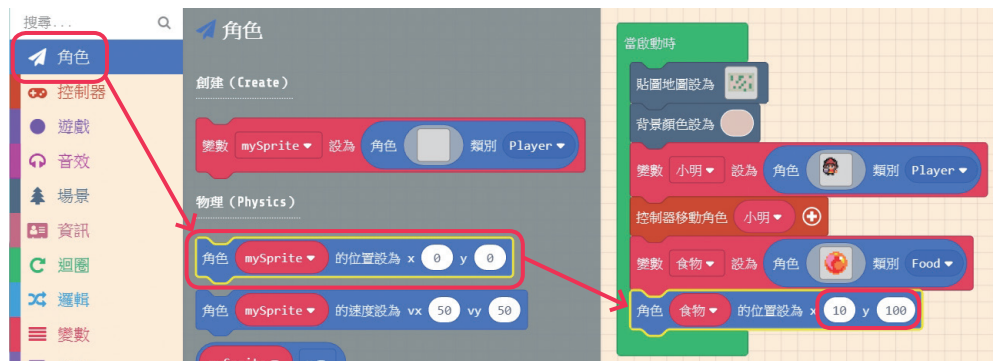 搜尋...
角色
控制器
遊戲
音效
場景
資訊
迴圈
邏輯
變數
角色
創建（Create）
變數 mySprite 設為 角色 類別 Player
物理（Physics）
角色 mySprite 的位置設為 x 0 y 0
角色 mySprite 的速度設為 vx 50 vy 50
當啟動時
貼圖地圖設為
背景顏色設為
變數 小明 設為 角色 類別 Player
控制器移動角色 小明
變數 食物 設為 角色 類別 Food
角色 食物 的位置設為 x 10 y 100